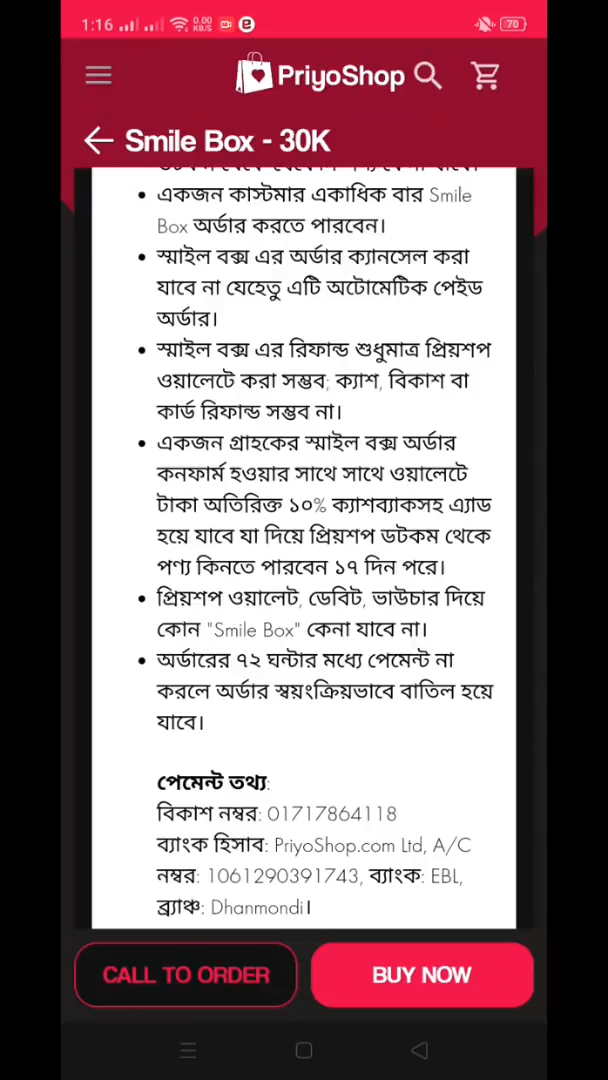 1:16
0.00
KB/S
70
PriyoShop
Smile Box - 30K
একজন কাস্টমার একাধিক বার Smile
Box অর্ডার করতে পারবেন।
স্মাইল বক্স এর অর্ডার ক্যানসেল করা
যাবে না যেহেতু এটি অটোমেটিক পেইড
অর্ডার।
স্মাইল বক্স এর রিফান্ড শুধুমাত্র প্রিয়শপ
ওয়ালেটে করা সম্ভব; ক্যাশ, বিকাশ বা
কার্ড রিফান্ড সম্ভব না।
একজন গ্রাহকের স্মাইল বক্স অর্ডার
কনফার্ম হওয়ার সাথে সাথে ওয়ালেটে
টাকা অতিরিক্ত ১০% ক্যাশব্যাকসহ এ্যাড
হয়ে যাবে যা দিয়ে প্রিয়শপ ডটকম থেকে
পণ্য কিনতে পারবেন ১৭ দিন পরে।
প্রিয়শপ ওয়ালেট, ডেবিট, ভাউচার দিয়ে
কোন "Smile Box" কেনা যাবে না।
অর্ডারের ৭২ ঘন্টার মধ্যে পেমেন্ট না
করলে অর্ডার স্বয়ংক্রিয়ভাবে বাতিল হয়ে
যাবে।
পেমেন্ট তথ্য:
বিকাশ নম্বর: 01717864118
ব্যাংক হিসাব: PriyoShop.com Ltd, A/C
নম্বর: 1061290391743, ব্যাংক: EBL,
ব্র্যাঞ্চ: Dhanmondi।
CALL TO ORDER
BUY NOW